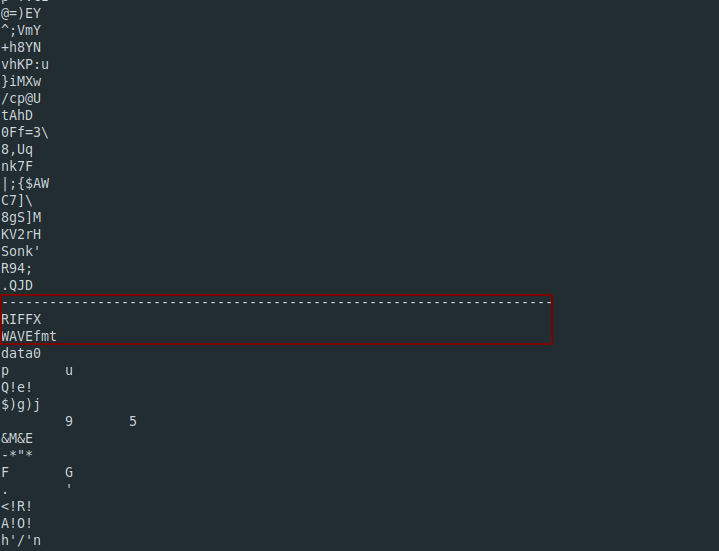 @=)EY
^;VmY
+h8YN
vhKP:u
}iMXw
/cp@U
tAhD
0Ff=3\
8,Uq
nk7F
|;{$AW
C7]\
8gS]M
KV2rH
Sonk'
R94;
.QJD
---------------------------------------------------------------------
RIFFX
WAVEfmt
data0
p       u
Q!e!
$)g)j
        9       5
&M&E
-*"*
F       G
.       '
<!R!
A!O!
h'/'n